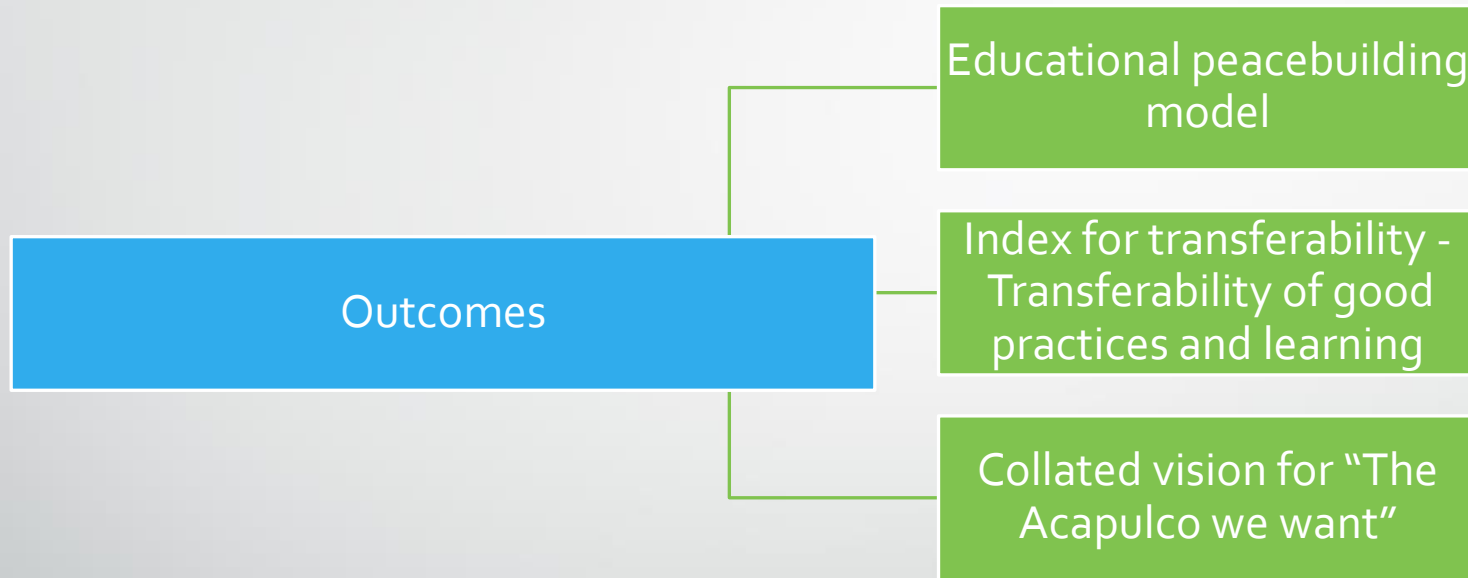 Outcomes
Educational peacebuilding
model
Index for transferability -
Transferability of good
practices and learning
Collated vision for “The
Acapulco we want”